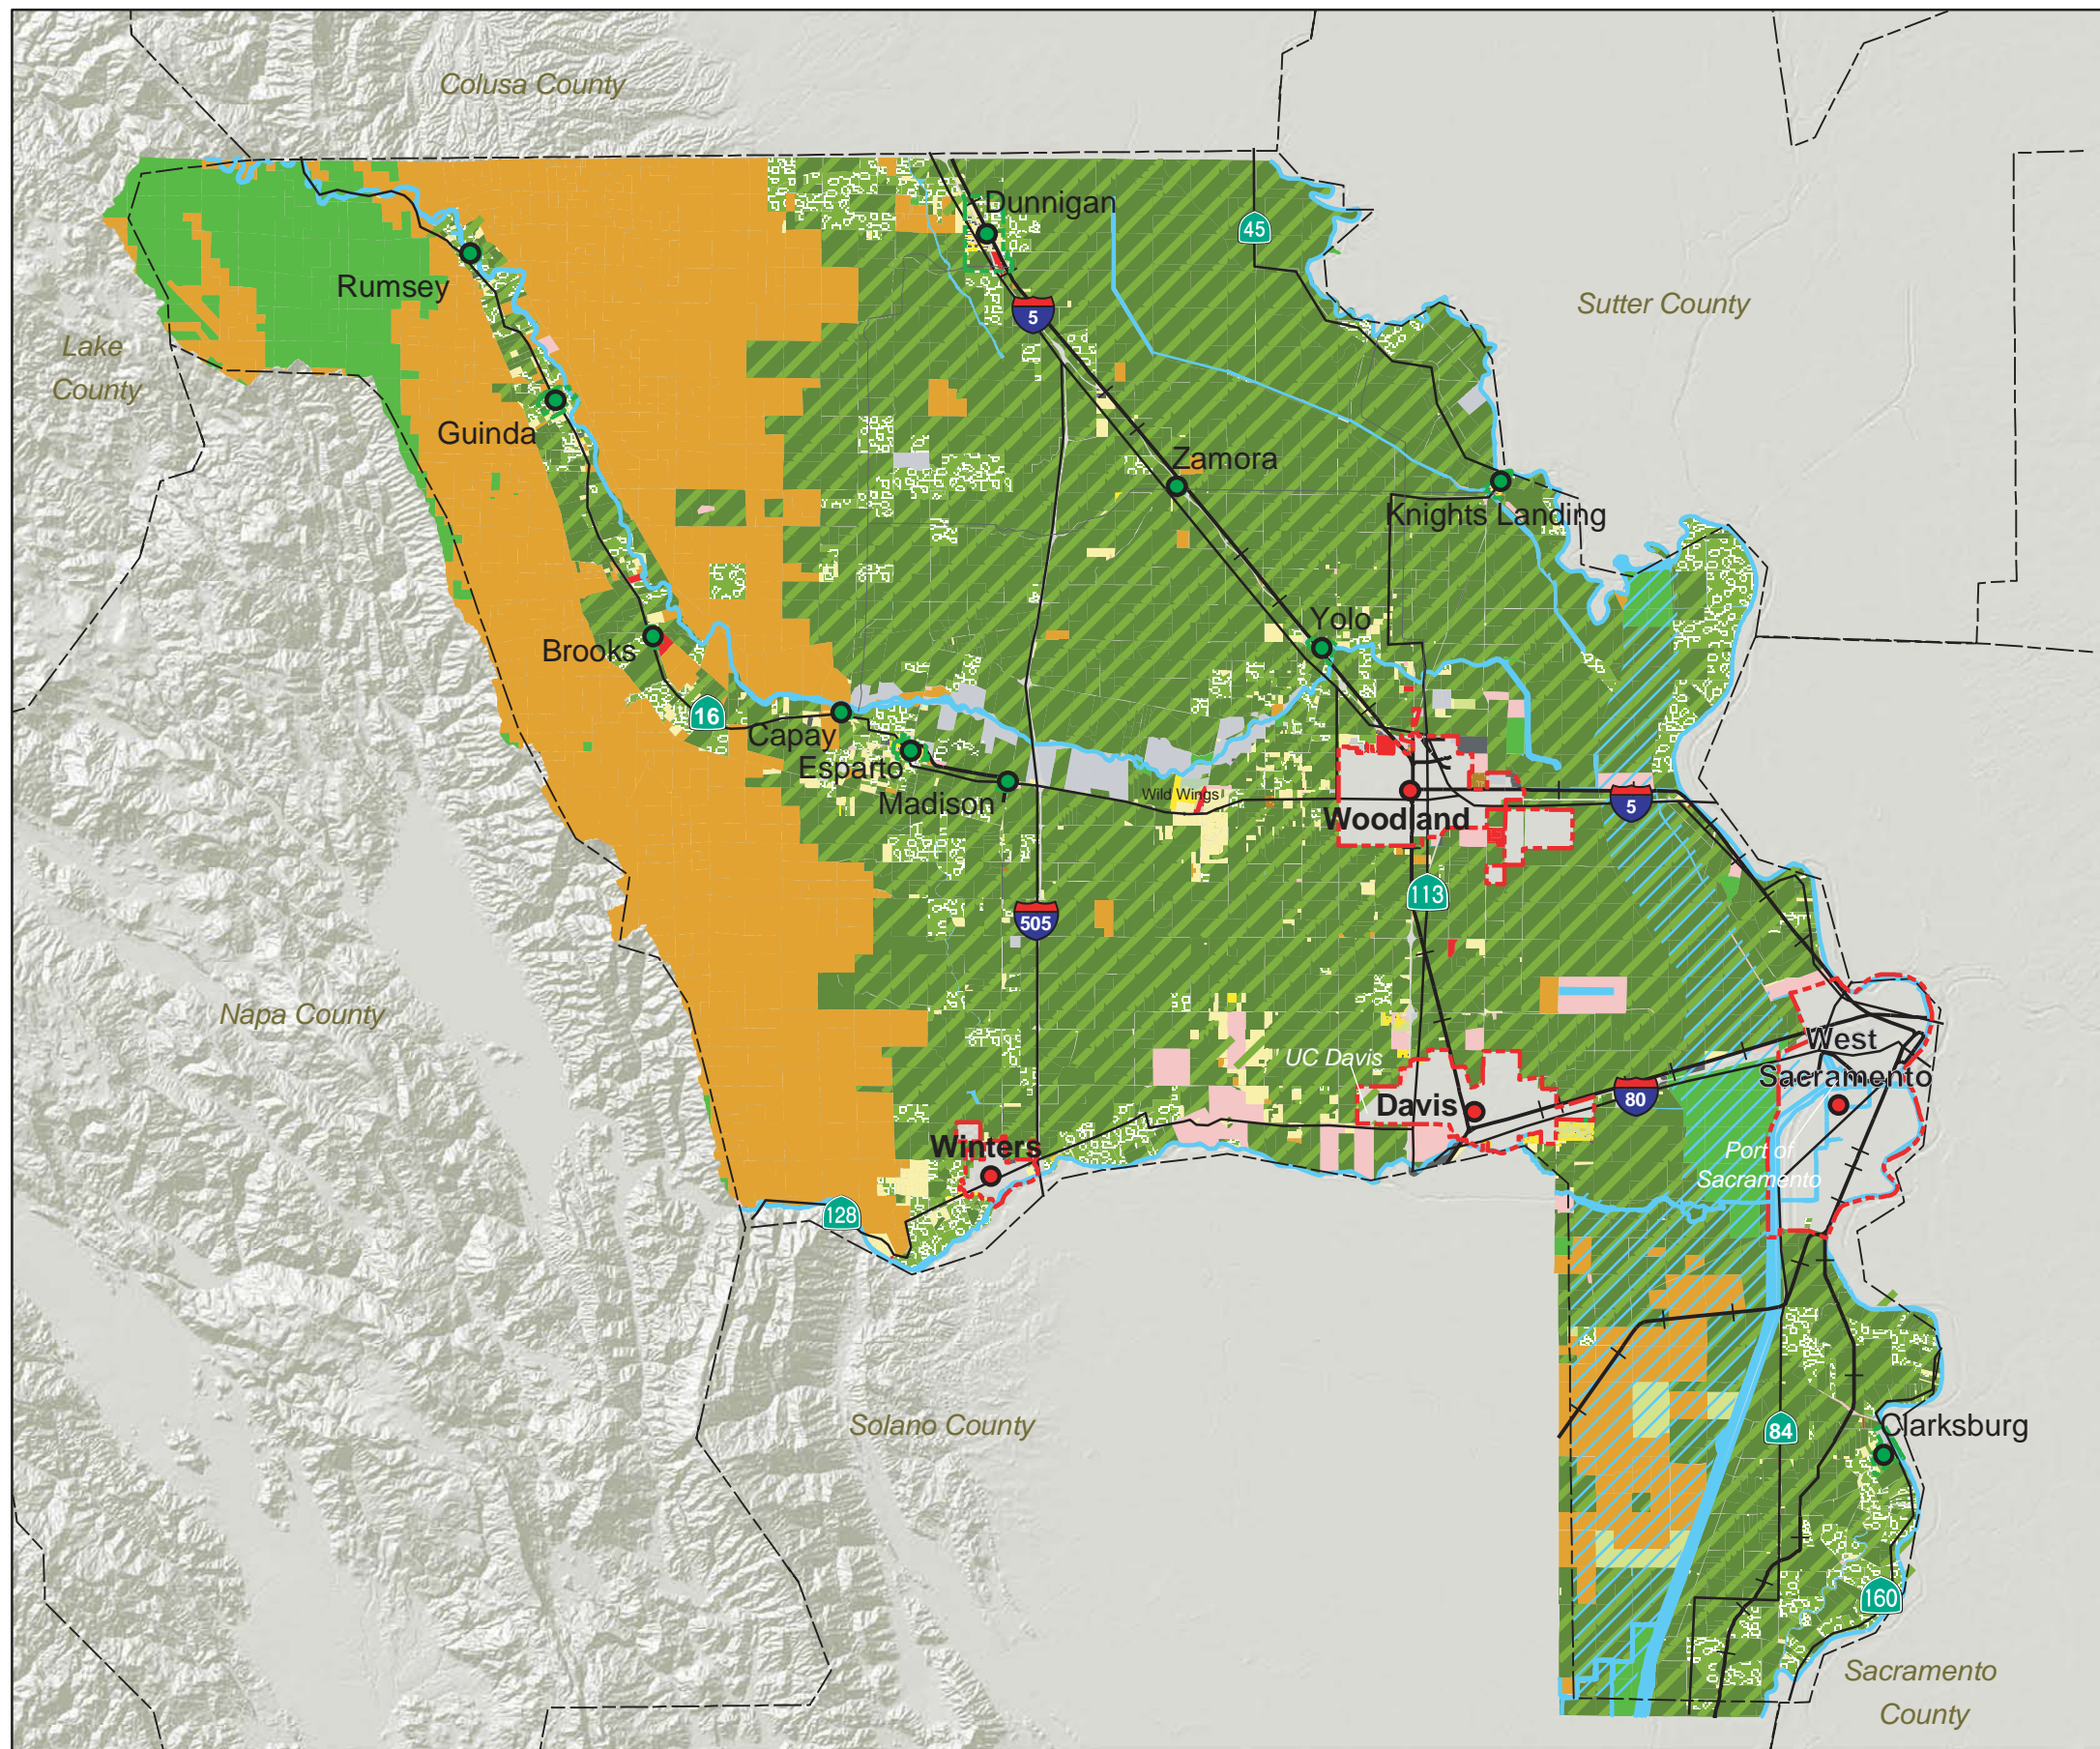 Colusa County
Dunnigan
45
Rumsey
Sutter County
5
Lake
County
Guinda
Zamora
Knights Landing
Yolo
Brooks
16
Capay
Esparto
Madison
Wild Wings
Woodland
5
113
505
Napa County
West
Sacramento
UC Davis
Davis
80
Winters
Port of
Sacramento
128
Solano County
84
Clarksburg
160
Sacramento
County